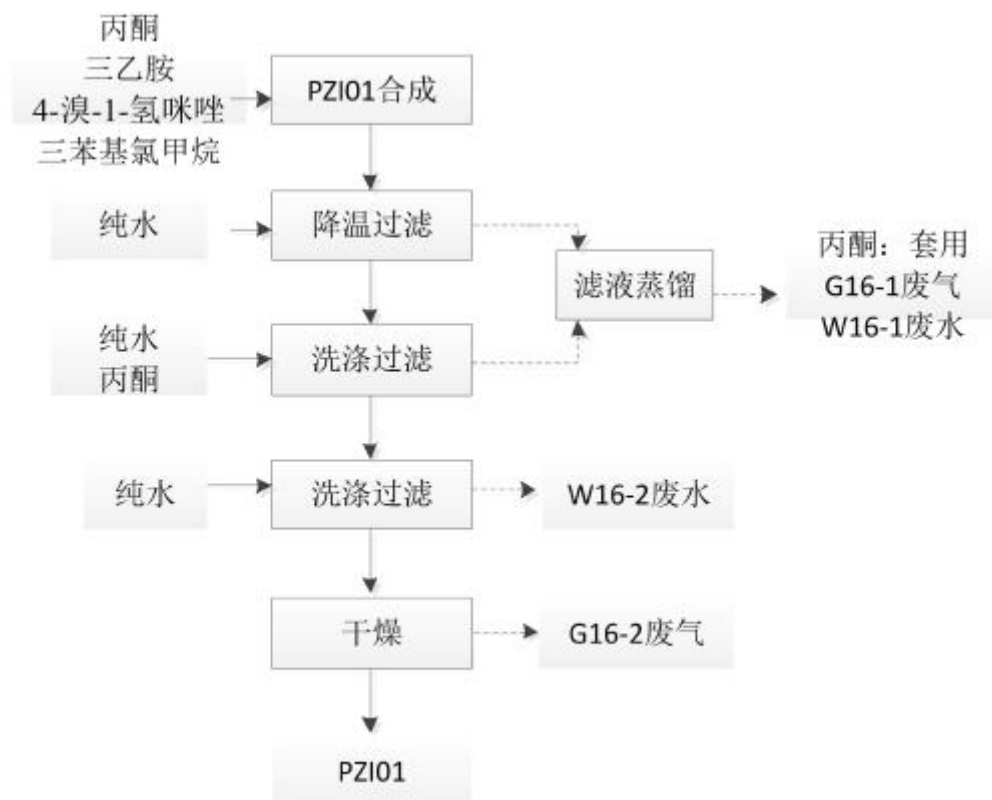 丙酮
三乙胺
4-溴-1-氢咪唑
三苯基氯甲烷
PZI01合成
纯水
降温过滤
滤液蒸馏
丙酮：套用
G16-1废气
W16-1废水
纯水
丙酮
洗涤过滤
纯水
洗涤过滤
W16-2废水
干燥
G16-2废气
PZI01